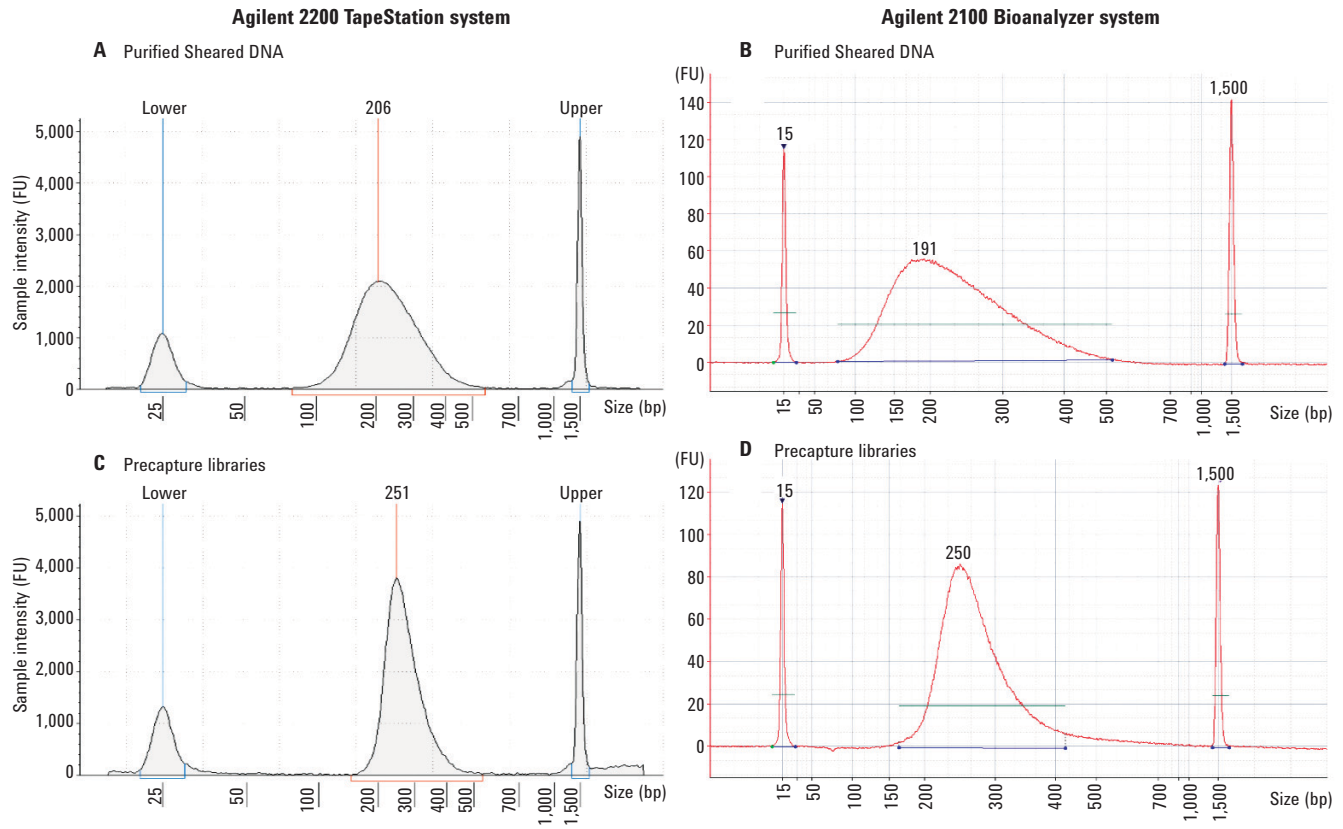 Agilent 2200 TapeStation system
Agilent 2100 Bioanalyzer system
A Purified Sheared DNA
Lower 206 Upper
Sample intensity (FU)
5,000
4,000
3,000
2,000
1,000
0
25 50 100 200 300 400 500 700 1,000 1,500 Size (bp)
B Purified Sheared DNA
(FU)
1,500
140
120
15
100
80
191
60
40
20
0
15 50 100 150 200 300 400 500 700 1,000 1,500 Size (bp)
C Precapture libraries
Lower 251 Upper
Sample intensity (FU)
5,000
4,000
3,000
2,000
1,000
0
25 50 100 200 300 400 500 700 1,000 1,500 Size (bp)
D Precapture libraries
(FU)
15 1,500
120
100
250
80
60
40
20
0
15 50 100 150 200 300 400 500 700 1,000 1,500 Size (bp)